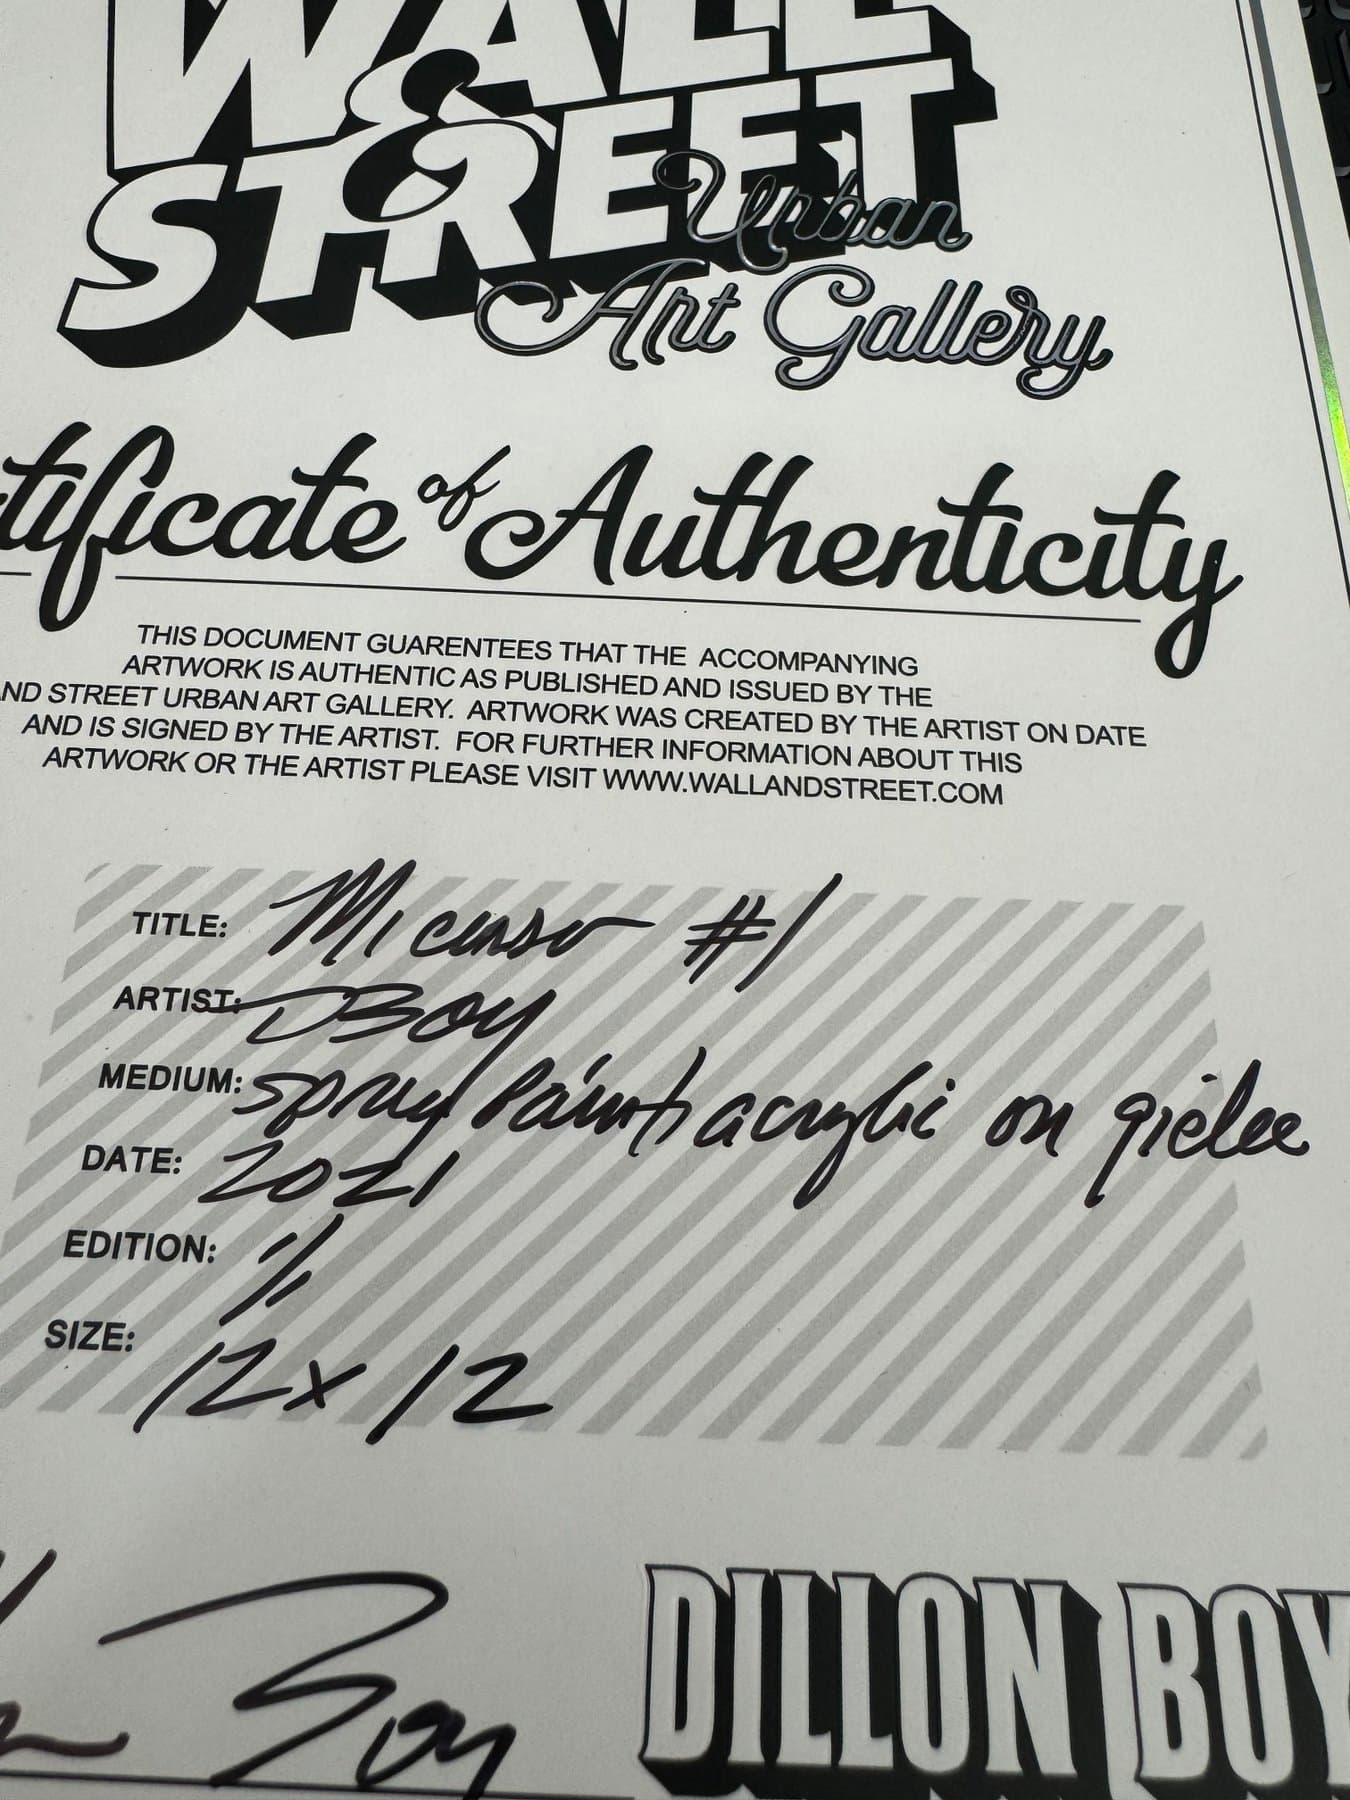 WALL
& STREET
Urban
Art Gallery
tificate of Authenticity
THIS DOCUMENT GUARENTEES THAT THE ACCOMPANYING
ARTWORK IS AUTHENTIC AS PUBLISHED AND ISSUED BY THE
ND STREET URBAN ART GALLERY. ARTWORK WAS CREATED BY THE ARTIST ON DATE
AND IS SIGNED BY THE ARTIST. FOR FURTHER INFORMATION ABOUT THIS
ARTWORK OR THE ARTIST PLEASE VISIT WWW.WALLANDSTREET.COM
TITLE: #1
ARTIST: DBoy
MEDIUM: spray paint acrylic on giclee
DATE: 2021
EDITION: 1/1
SIZE: 12 x 12
Boy
DILLON BOY